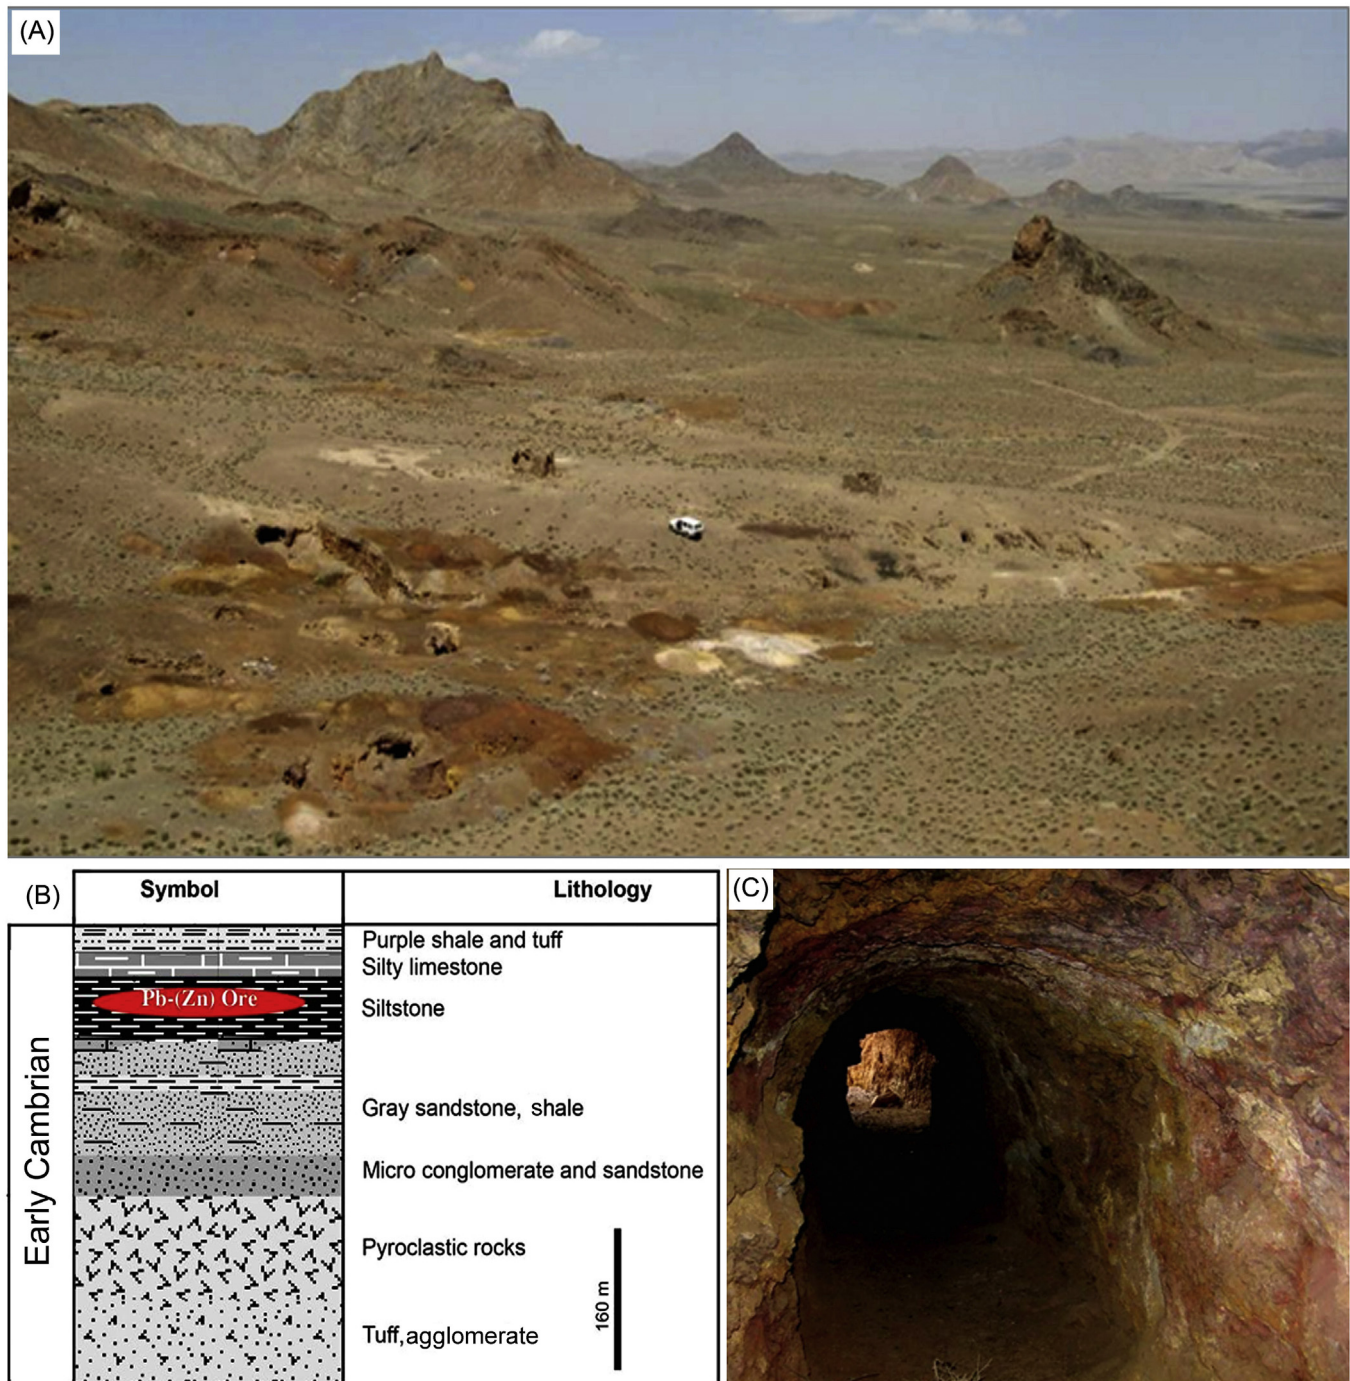 (A)
(B)
Symbol
Lithology
Early Cambrian
Purple shale and tuff
Silty limestone
Pb-(Zn) Ore
Siltstone
Gray sandstone, shale
Micro conglomerate and sandstone
Pyroclastic rocks
Tuff,agglomerate
160 m
(C)